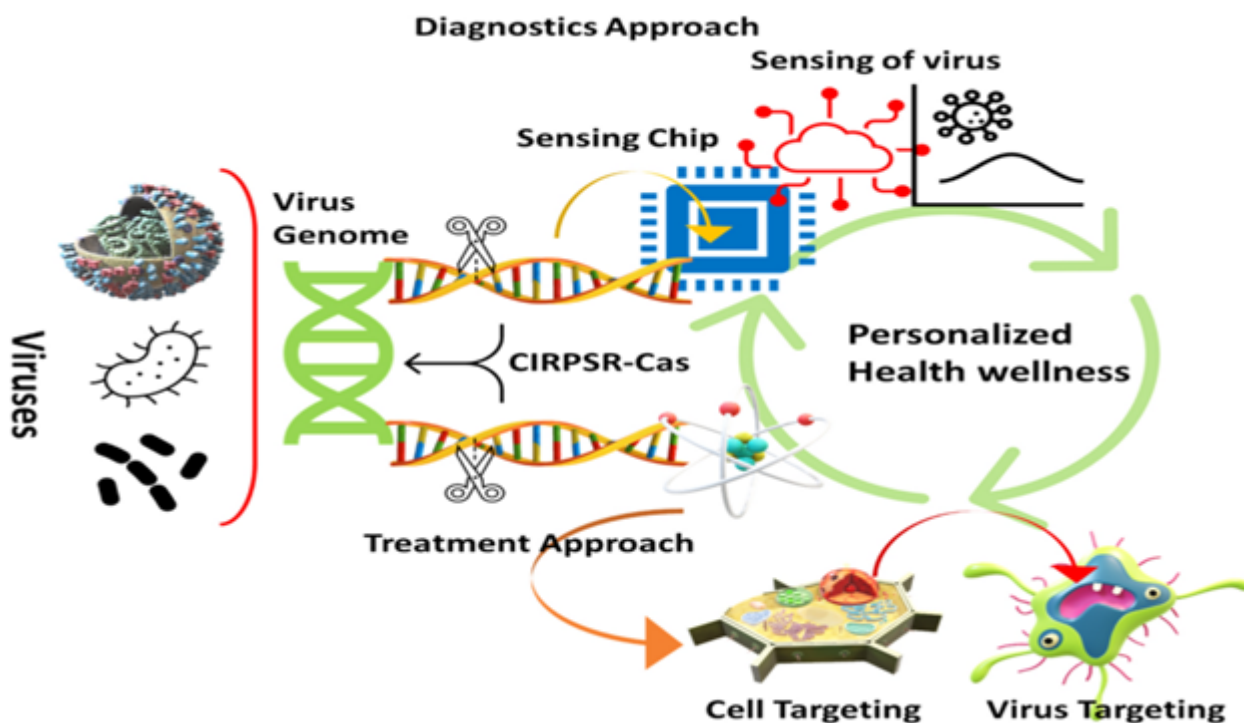 Diagnostics Approach
Sensing of virus
Sensing Chip
Virus
Genome
Viruses
CIRPSR-Cas
Personalized
Health wellness
Treatment Approach
Cell Targeting
Virus Targeting